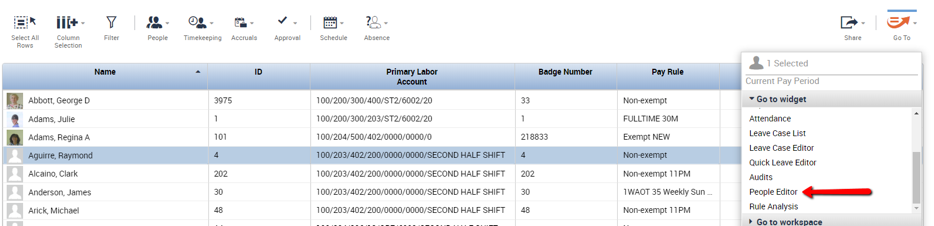 Select All Rows
Column Selection
Filter
People
Timekeeping
Accruals
Approval
Schedule
Absence
Share
Go To
Name ID Primary Labor Account Badge Number Pay Rule
Abbott, George D 3975 100/200/300/400/ST2/6002/20 33 Non-exempt
Adams, Julie 1 100/200/300/203/ST2/6002/20 1 FULLTIME 30M
Adams, Regina A 101 100/204/500/402/0000/0000/0 218833 Exempt NEW
Aguirre, Raymond 4 100/203/402/200/0000/0000/SECOND HALF SHIFT 4 Non-exempt
Alcaino, Clark 202 100/203/402/200/0000/0000/SECOND HALF SHIFT 202 Non-exempt 11PM
Anderson, James 30 100/203/402/200/0000/0000/SECOND HALF SHIFT 30 1WAOT 35 Weekly Sun ...
Arick, Michael 48 100/203/402/200/0000/0000/SECOND HALF SHIFT 48 Non-exempt 11PM
1 Selected
Current Pay Period
Go to widget
Attendance
Leave Case List
Leave Case Editor
Quick Leave Editor
Audits
People Editor
Rule Analysis
Go to workspace